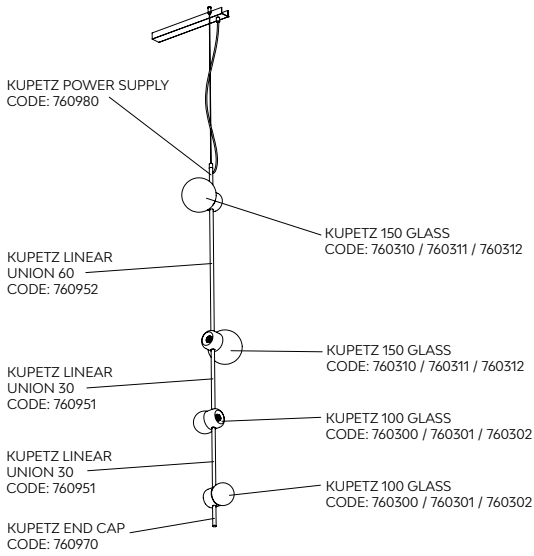 KUPETZ POWER SUPPLY
CODE: 760980
KUPETZ 150 GLASS
CODE: 760310 / 760311 / 760312
KUPETZ LINEAR
UNION 60
CODE: 760952
KUPETZ 150 GLASS
CODE: 760310 / 760311 / 760312
KUPETZ LINEAR
UNION 30
CODE: 760951
KUPETZ 100 GLASS
CODE: 760300 / 760301 / 760302
KUPETZ LINEAR
UNION 30
CODE: 760951
KUPETZ 100 GLASS
CODE: 760300 / 760301 / 760302
KUPETZ END CAP
CODE: 760970